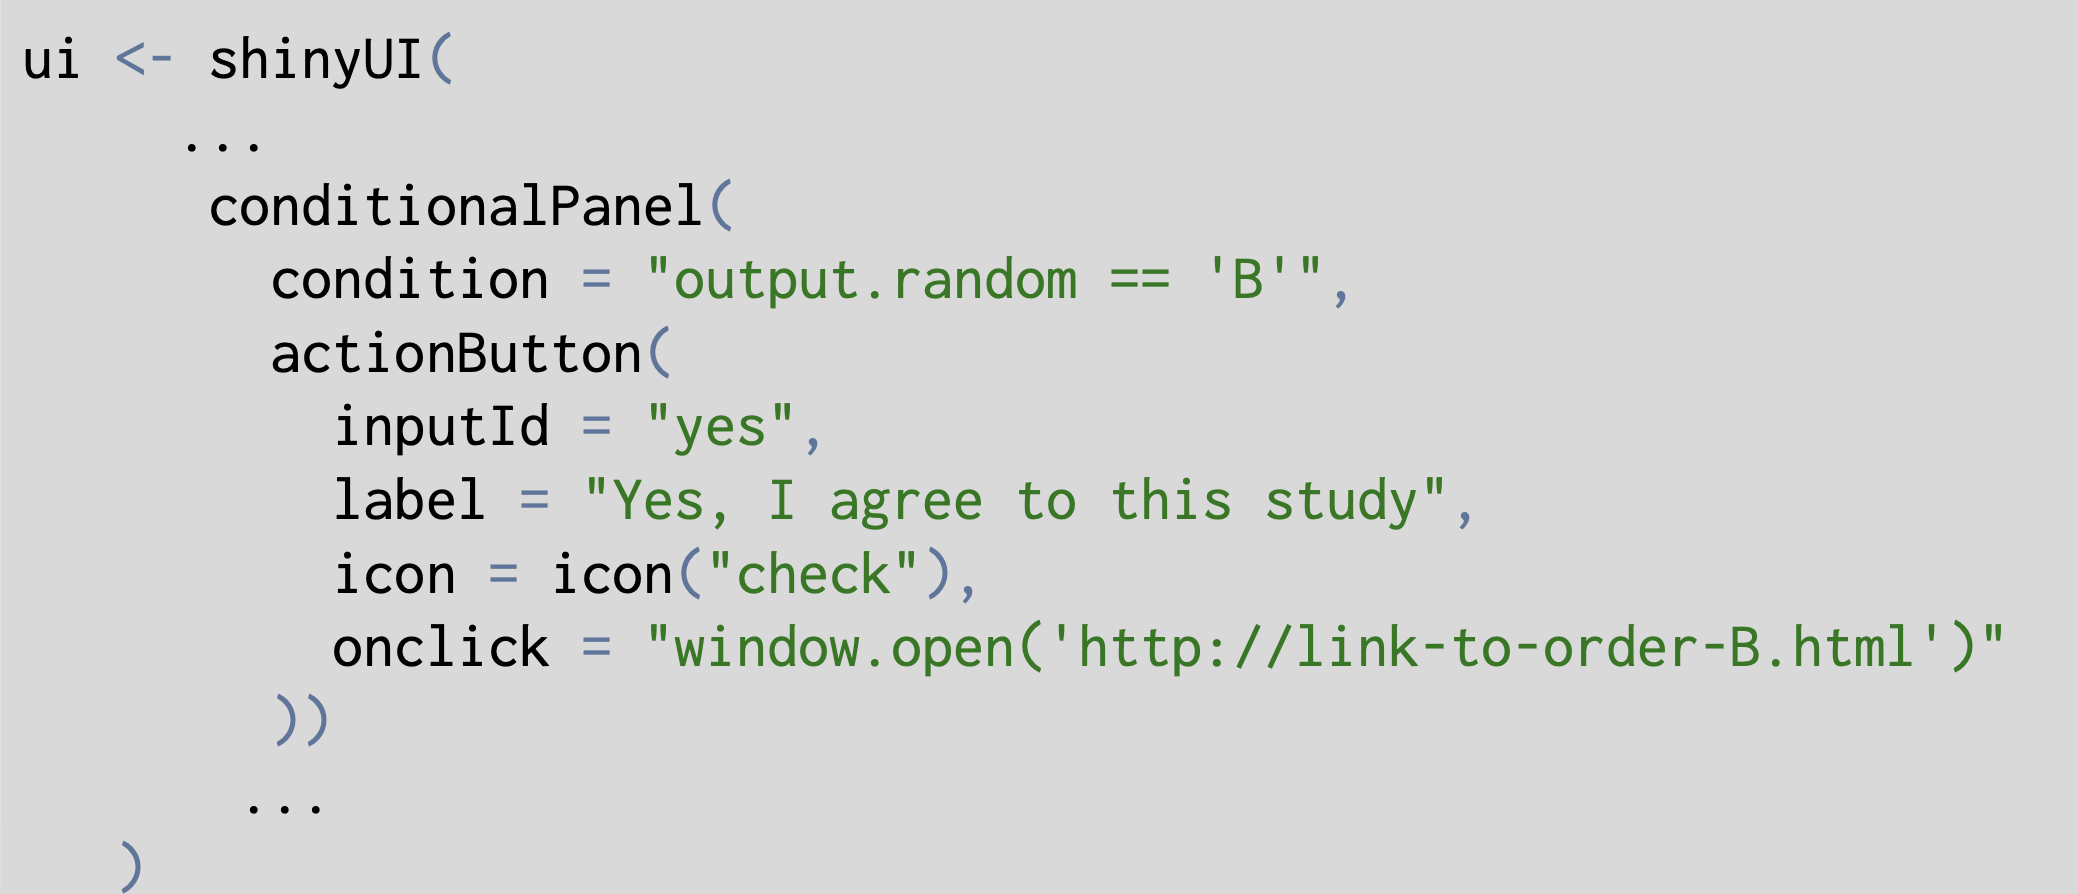 ui <- shinyUI(
...
conditionalPanel(
condition = "output.random == 'B'",
actionButton(
inputId = "yes",
label = "Yes, I agree to this study",
icon = icon("check"),
onclick = "window.open('http://link-to-order-B.html')"
))
...
)